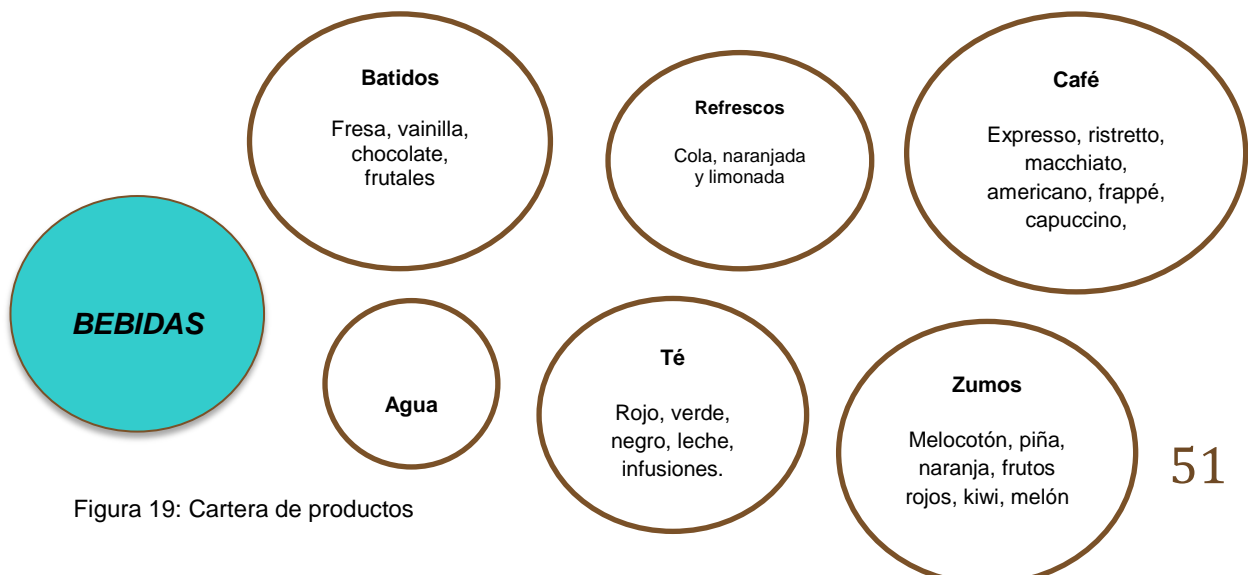 Batidos
Fresa, vainilla,
chocolate,
frutales
Refrescos
Cola, naranjada
y limonada
Café
Expresso, ristretto,
macchiato,
americano, frappé,
capuccino,
BEBIDAS
Agua
Té
Rojo, verde,
negro, leche,
infusiones.
Zumos
Melocotón, piña,
naranja, frutos
rojos, kiwi, melón
51
Figura 19: Cartera de productos